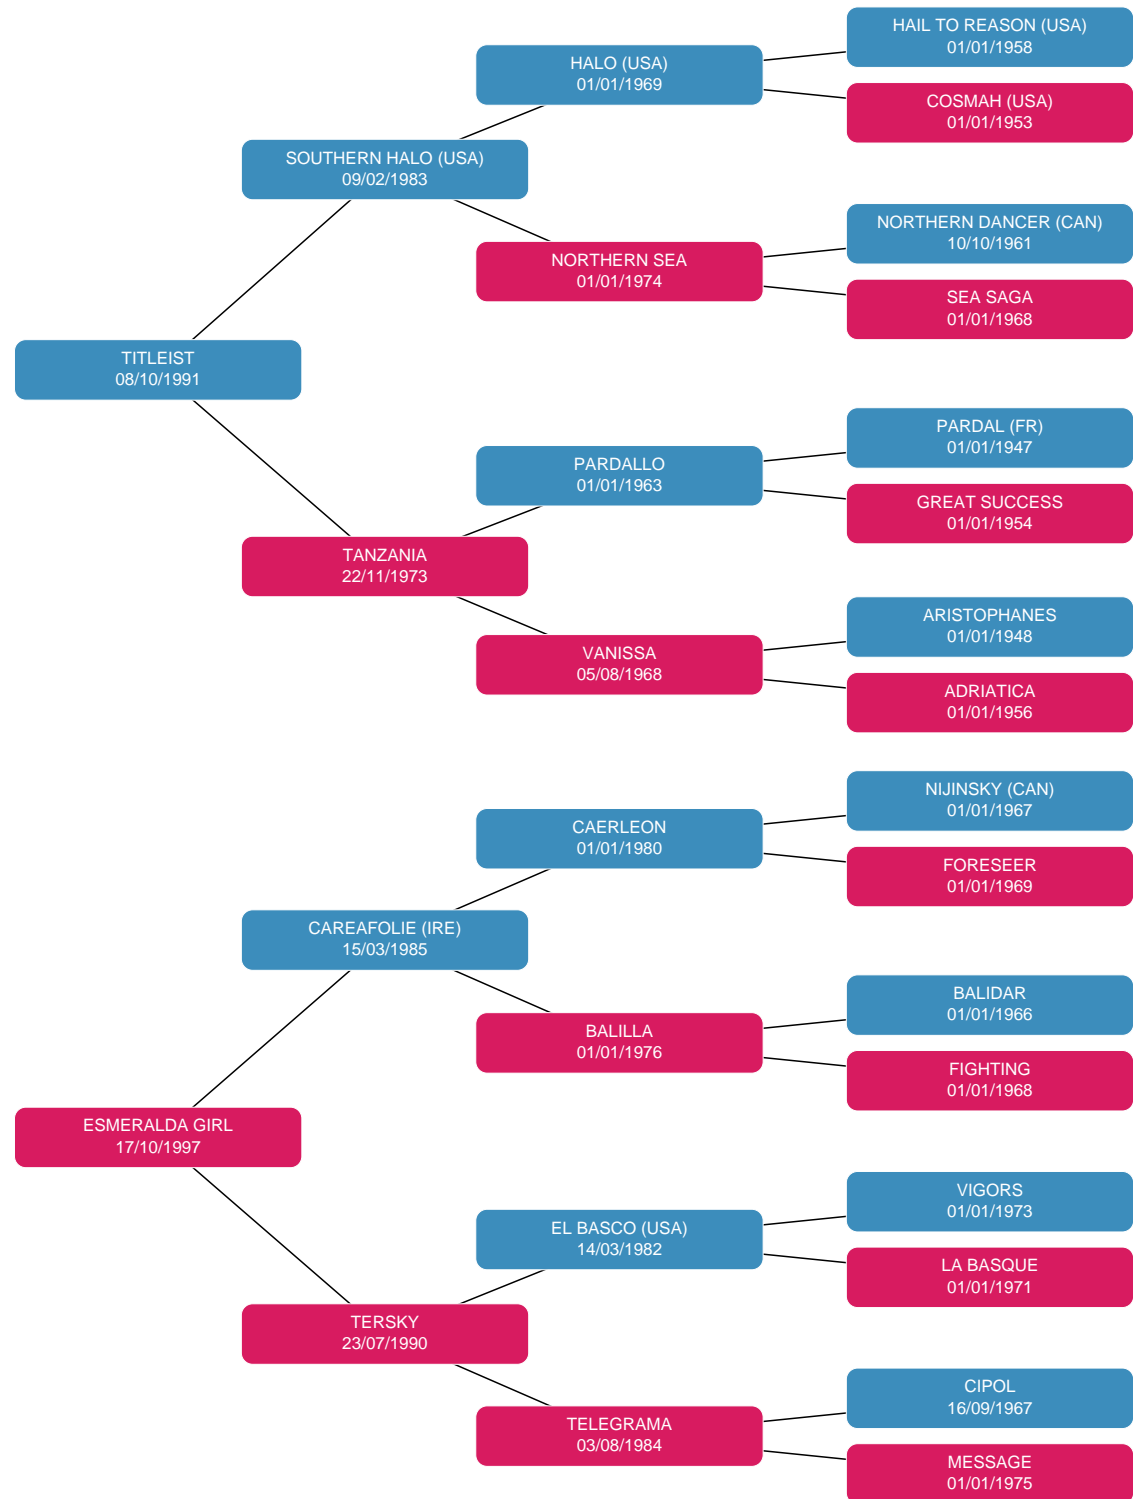 HAIL TO REASON (USA)
01/01/1958
HALO (USA)
01/01/1969
COSMAH (USA)
01/01/1953
SOUTHERN HALO (USA)
09/02/1983
NORTHERN DANCER (CAN)
10/10/1961
NORTHERN SEA
01/01/1974
SEA SAGA
01/01/1968
TITLEIST
08/10/1991
PARDAL (FR)
01/01/1947
PARDALLO
01/01/1963
GREAT SUCCESS
01/01/1954
TANZANIA
22/11/1973
ARISTOPHANES
01/01/1948
VANISSA
05/08/1968
ADRIATICA
01/01/1956
NIJINSKY (CAN)
01/01/1967
CAERLEON
01/01/1980
FORESEER
01/01/1969
CAREAFOLIE (IRE)
15/03/1985
BALIDAR
01/01/1966
BALILLA
01/01/1976
FIGHTING
01/01/1968
ESMERALDA GIRL
17/10/1997
VIGORS
01/01/1973
EL BASCO (USA)
14/03/1982
LA BASQUE
01/01/1971
TERSKY
23/07/1990
CIPOL
16/09/1967
TELEGRAMA
03/08/1984
MESSAGE
01/01/1975